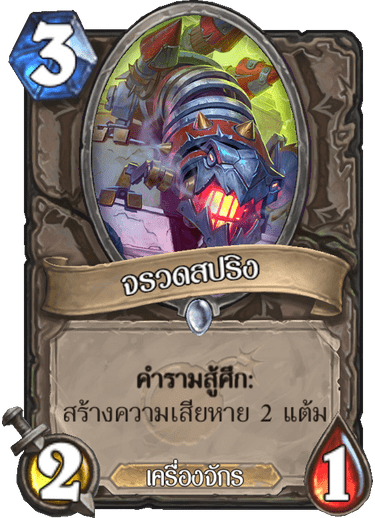 3
จรวดสปริง
คำรามสู้ศึก:
สร้างความเสียหาย 2 แต้ม
2
เครื่องจักร
1